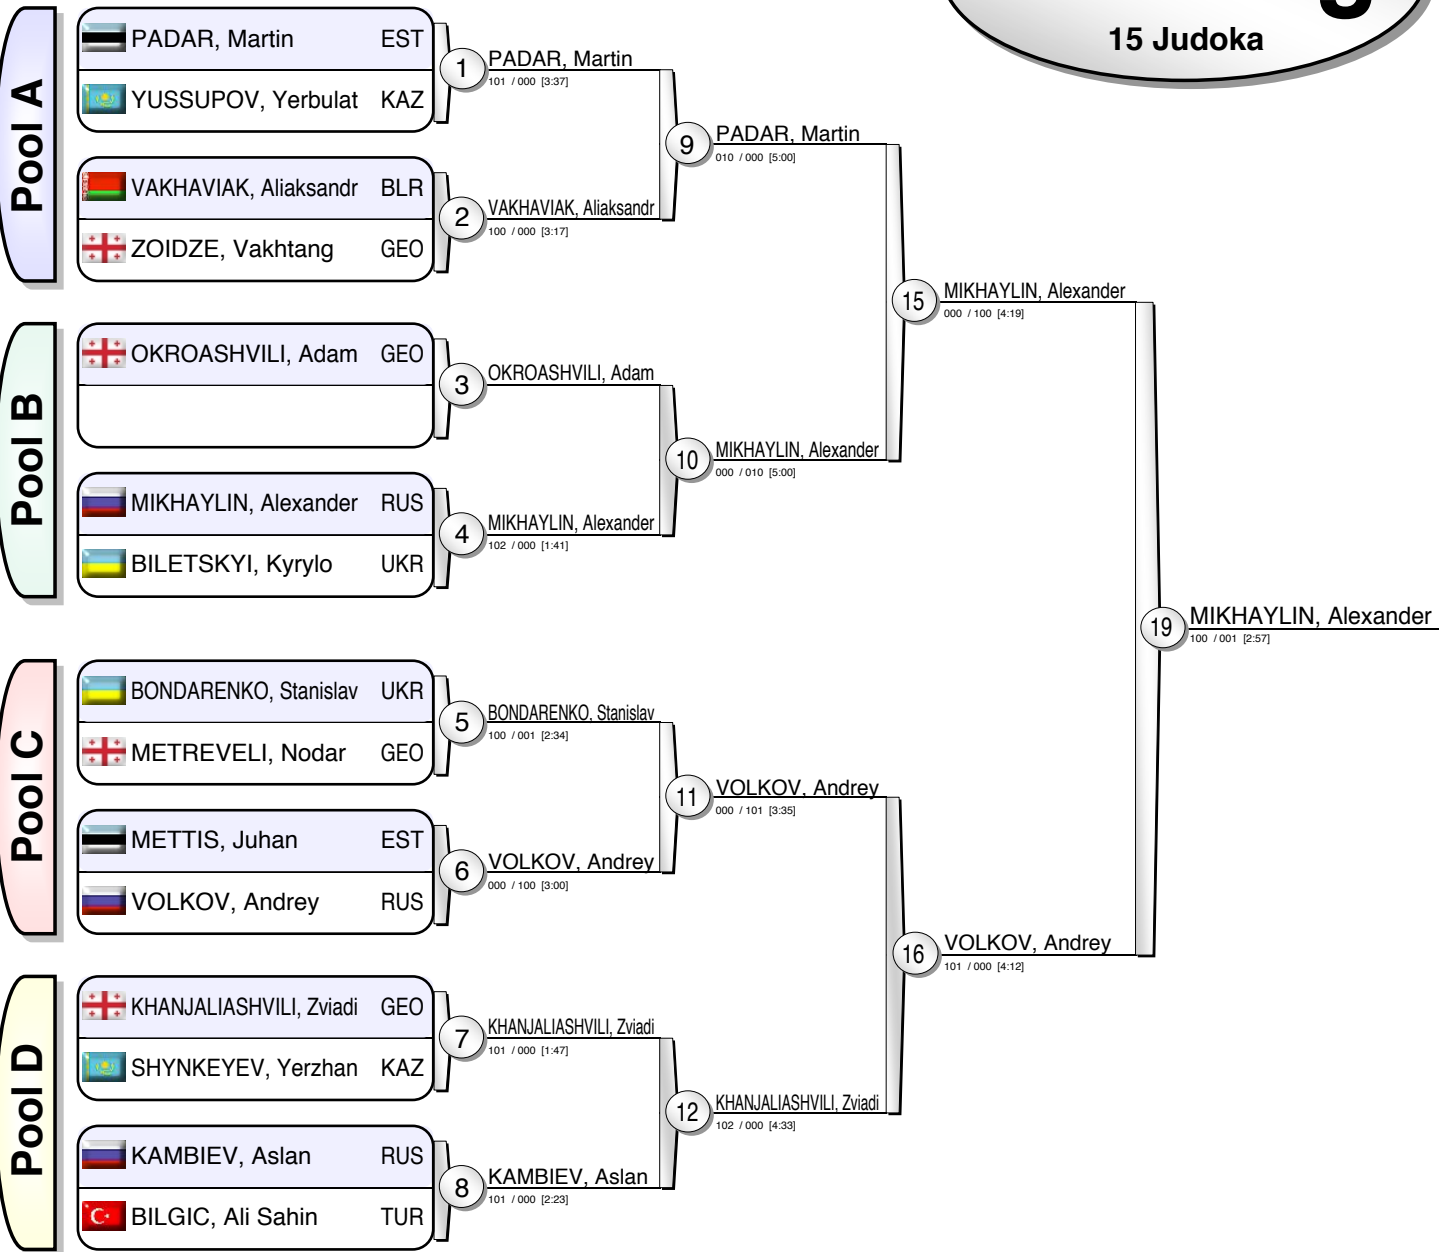 15 Judoka
Pool A
PADAR, Martin EST
YUSSUPOV, Yerbulat KAZ
1
PADAR, Martin
101 / 000 [3:37]
VAKHAVIAK, Aliaksandr BLR
ZOIDZE, Vakhtang GEO
2
VAKHAVIAK, Aliaksandr
100 / 000 [3:17]
9
PADAR, Martin
010 / 000 [5:00]
Pool B
OKROASHVILI, Adam GEO
3
OKROASHVILI, Adam
MIKHAYLIN, Alexander RUS
BILETSKYI, Kyrylo UKR
4
MIKHAYLIN, Alexander
102 / 000 [1:41]
10
MIKHAYLIN, Alexander
000 / 010 [5:00]
15
MIKHAYLIN, Alexander
000 / 100 [4:19]
Pool C
BONDARENKO, Stanislav UKR
METREVELI, Nodar GEO
5
BONDARENKO, Stanislav
100 / 001 [2:34]
METTIS, Juhan EST
VOLKOV, Andrey RUS
6
VOLKOV, Andrey
000 / 100 [3:00]
11
VOLKOV, Andrey
000 / 101 [3:35]
Pool D
KHANJALIASHVILI, Zviadi GEO
SHYNKEYEV, Yerzhan KAZ
7
KHANJALIASHVILI, Zviadi
101 / 000 [1:47]
KAMBIEV, Aslan RUS
BILGIC, Ali Sahin TUR
8
KAMBIEV, Aslan
101 / 000 [2:23]
12
KHANJALIASHVILI, Zviadi
102 / 000 [4:33]
16
VOLKOV, Andrey
101 / 000 [4:12]
19
MIKHAYLIN, Alexander
100 / 001 [2:57]